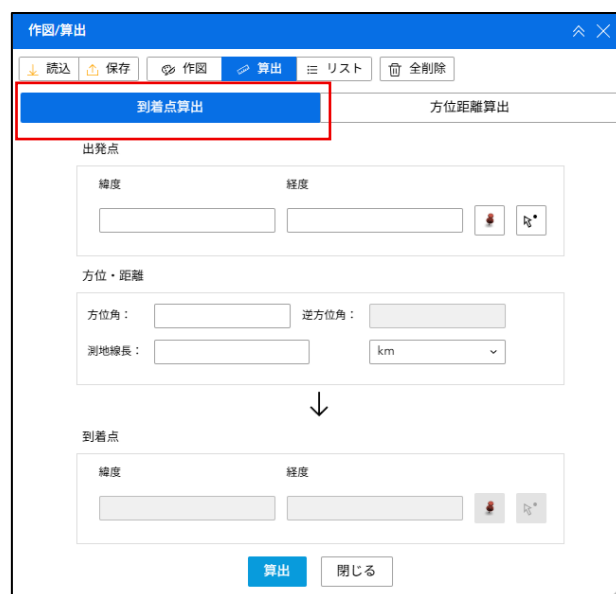 作図/算出
読込 保存 作図 算出 リスト 全削除
到着点算出 方位距離算出
出発点
緯度 経度
方位・距離
方位角： 逆方位角：
測地線長： km
到着点
緯度 経度
算出 閉じる